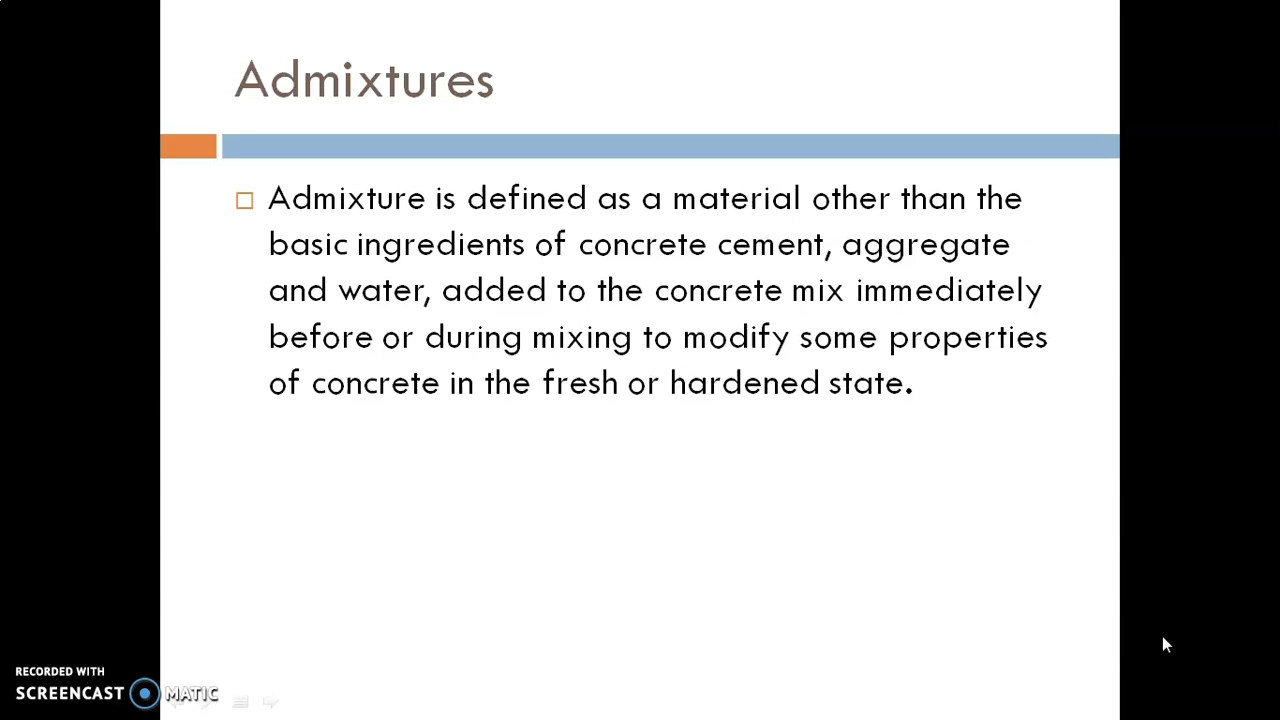 Admixtures
Admixture is defined as a material other than the
basic ingredients of concrete cement, aggregate
and water, added to the concrete mix immediately
before or during mixing to modify some properties
of concrete in the fresh or hardened state.
RECORDED WITH
SCREENCAST MATIC